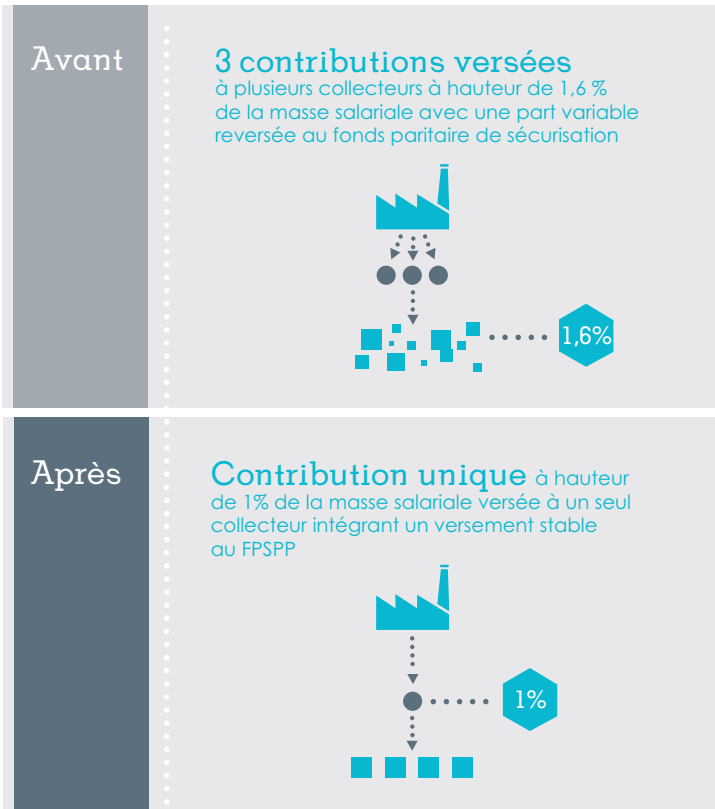 Avant
3 contributions versées
à plusieurs collecteurs à hauteur de 1,6 %
de la masse salariale avec une part variable
reversée au fonds paritaire de sécurisation
1,6%
Après
Contribution unique à hauteur
de 1% de la masse salariale versée à un seul
collecteur intégrant un versement stable
au FPSPP
1%